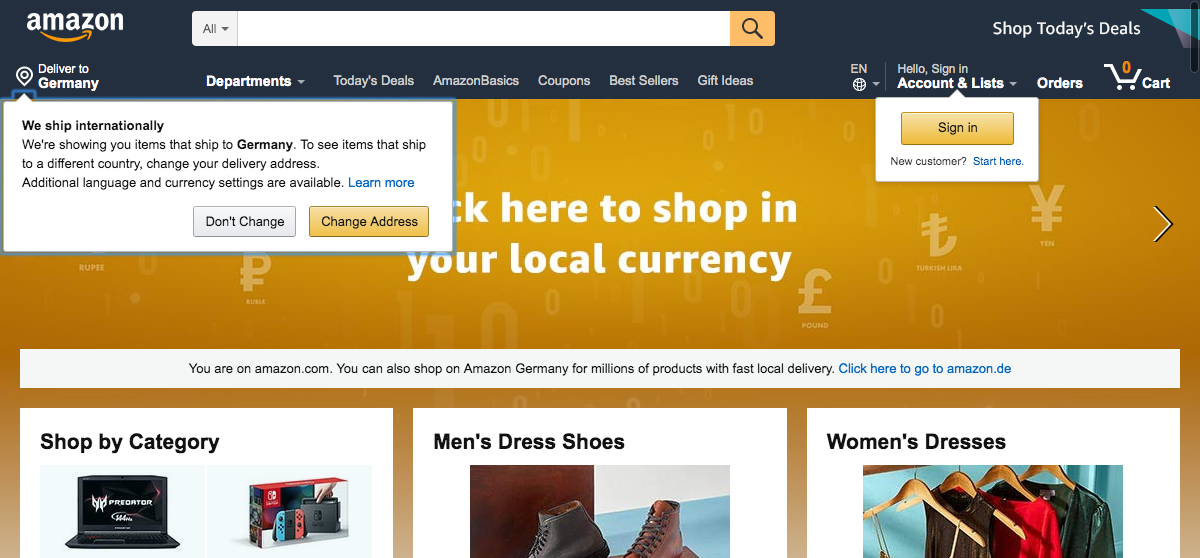 amazon
All
Shop Today's Deals
Deliver to
Germany
Departments
Today's Deals
AmazonBasics
Coupons
Best Sellers
Gift Ideas
EN
Hello, Sign in
Account & Lists
Orders
0
Cart
We ship internationally
We're showing you items that ship to Germany. To see items that ship
to a different country, change your delivery address.
Additional language and currency settings are available. Learn more
Don't Change
Change Address
Sign in
New customer? Start here.
ck here to shop in
your local currency
RUPEE
₽
RUBLE
£
POUND
₺
TURKISH LIRA
¥
YEN
You are on amazon.com. You can also shop on Amazon Germany for millions of products with fast local delivery. Click here to go to amazon.de
Shop by Category
Men's Dress Shoes
Women's Dresses
PREDATOR
144Hz
SWITCH